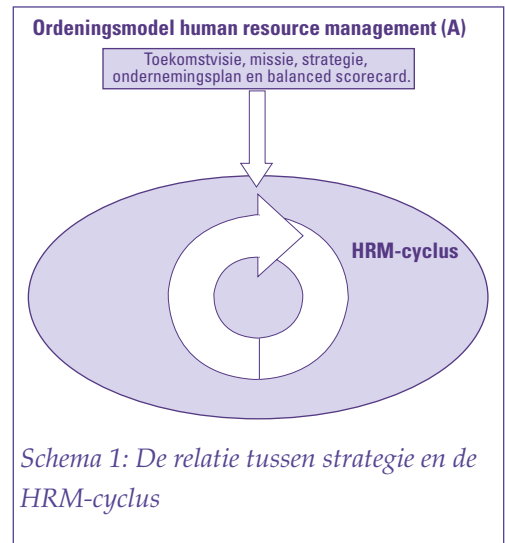 Ordeningsmodel human resource management (A)
Toekomstvisie, missie, strategie,
ondernemingsplan en balanced scorecard.
HRM-cyclus
Schema 1: De relatie tussen strategie en de
HRM-cyclus